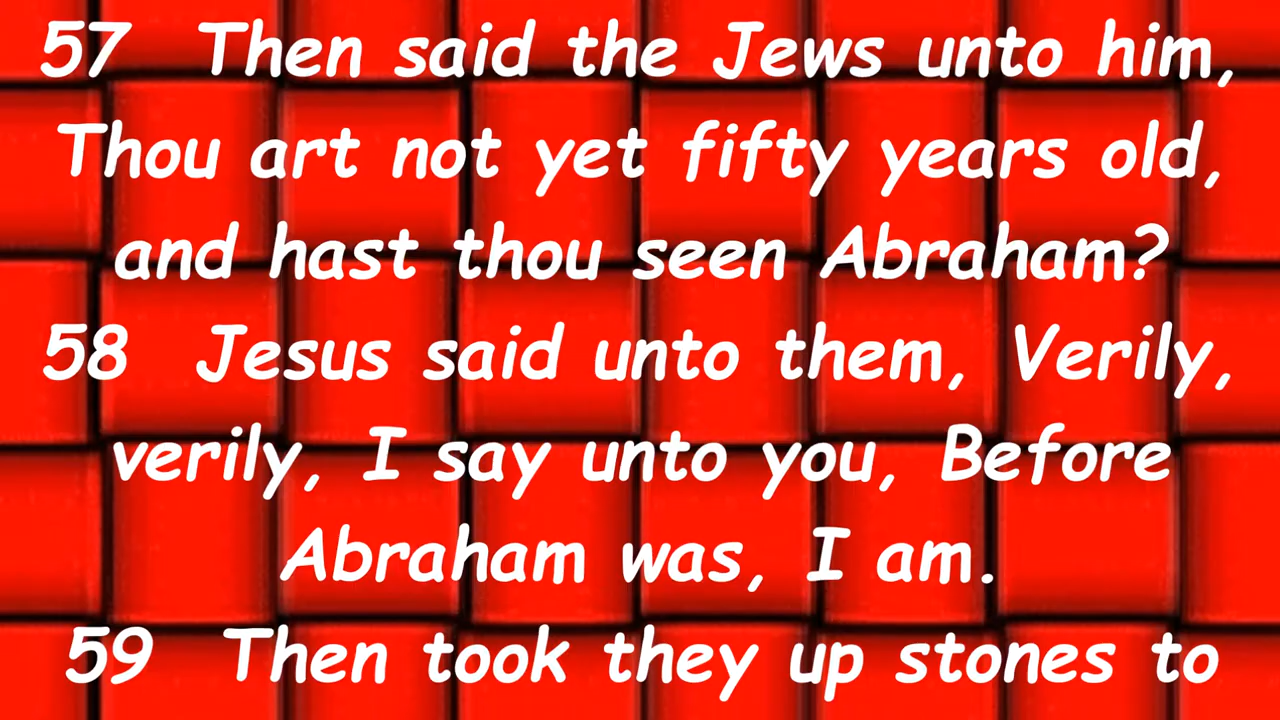 57 Then said the Jews unto him,
Thou art not yet fifty years old,
and hast thou seen Abraham?
58 Jesus said unto them, Verily,
verily, I say unto you, Before
Abraham was, I am.
59 Then took they up stones to